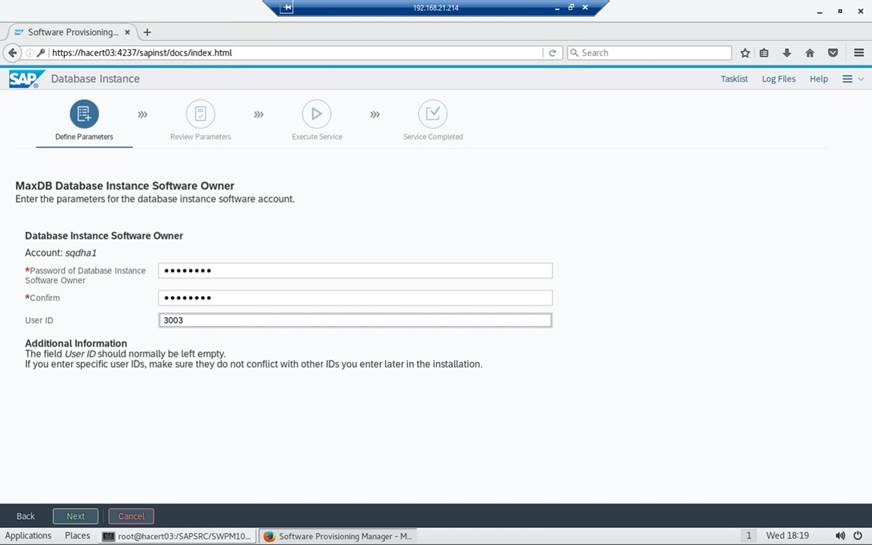 192.168.21.214
Software Provisioning...
https://hacert03:4237/sapinst/docs/index.html
Search
SAP
Database Instance
Tasklist
Log Files
Help
Define Parameters
Review Parameters
Execute Service
Service Completed
MaxDB Database Instance Software Owner
Enter the parameters for the database instance software account.
Database Instance Software Owner
Account: sqdha1
*Password of Database Instance
Software Owner
*Confirm
User ID
3003
Additional Information
The field User ID should normally be left empty.
If you enter specific user IDs, make sure they do not conflict with other IDs you enter later in the installation.
Back
Next
Cancel
Applications
Places
root@hacert03:/SAPSRC/SWPM10...
Software Provisioning Manager - M...
1
Wed 18:19